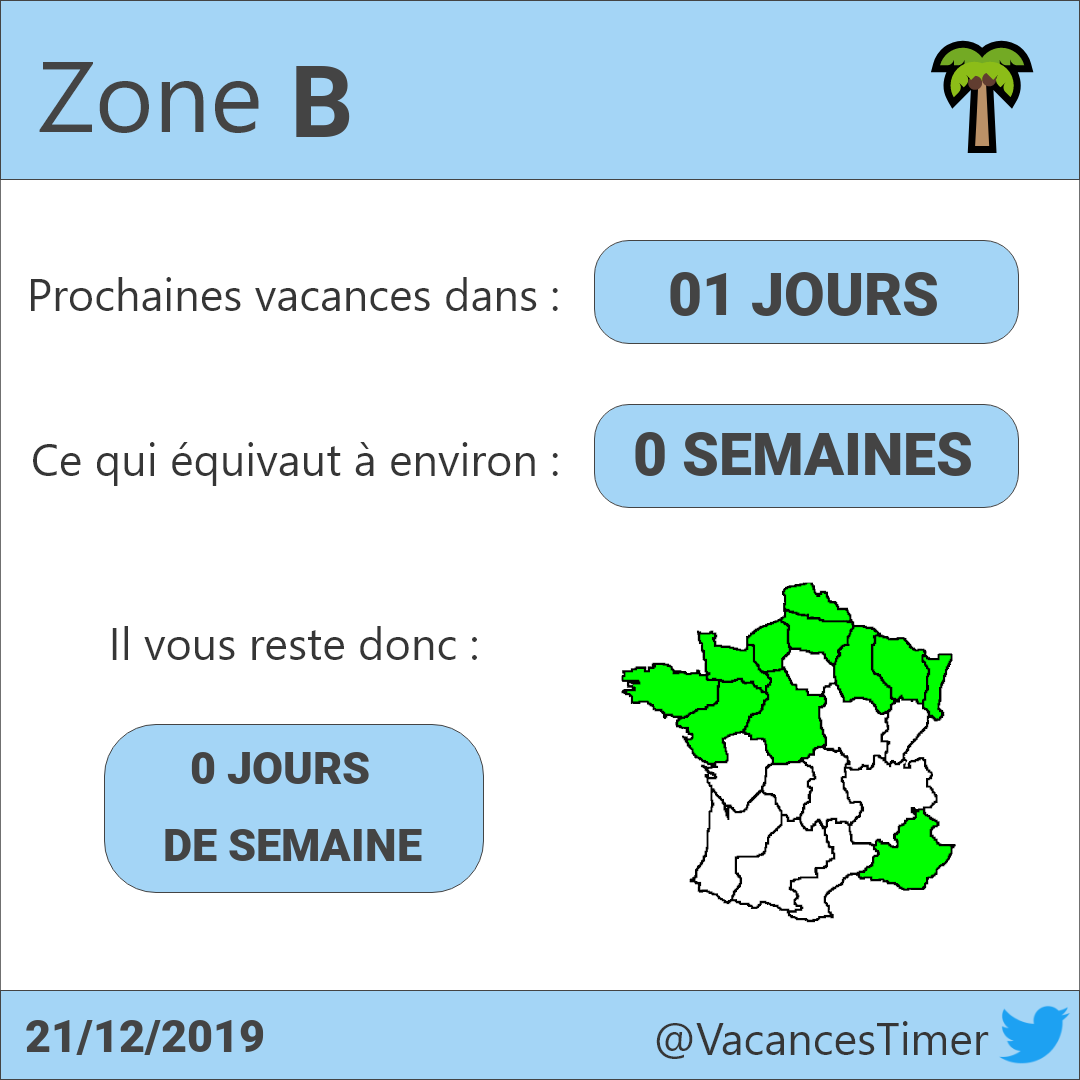 Zone B
Prochaines vacances dans :
01 JOURS
Ce qui équivaut à environ :
0 SEMAINES
Il vous reste donc :
0 JOURS
DE SEMAINE
21/12/2019
@VacancesTimer